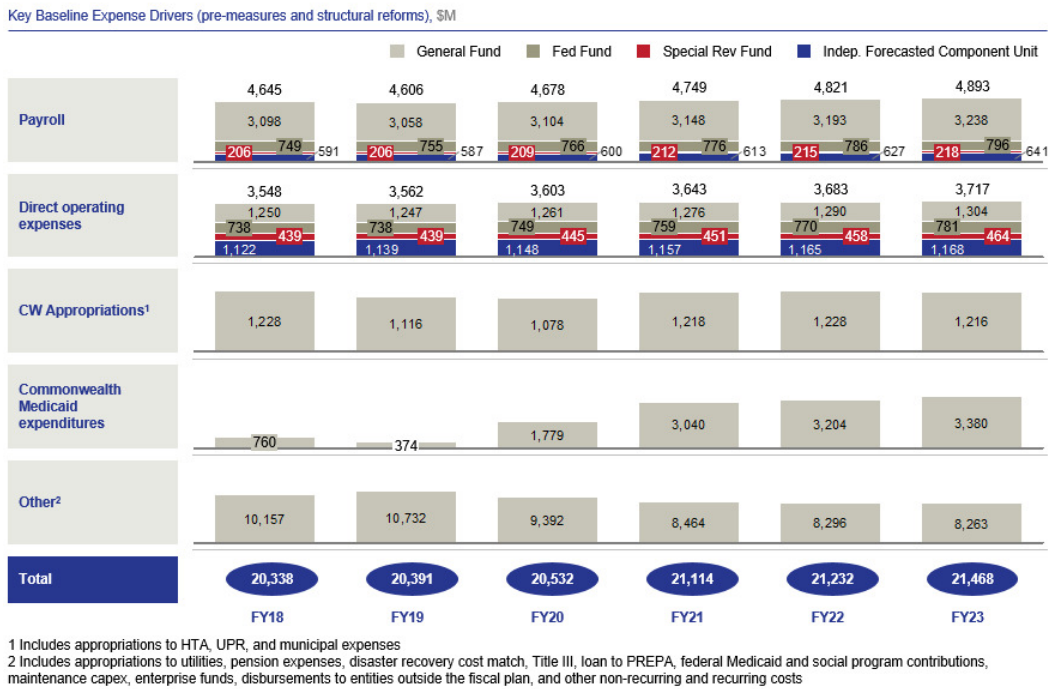 Key Baseline Expense Drivers (pre-measures and structural reforms), $M
General Fund Fed Fund Special Rev Fund Indep. Forecasted Component Unit
Payroll
4,645 4,606 4,678 4,749 4,821 4,893
3,098 3,058 3,104 3,148 3,193 3,238
749 755 766 776 786 796
206 591 206 587 209 600 212 613 215 627 218 641
Direct operating
expenses
3,548 3,562 3,603 3,643 3,683 3,717
1,250 1,247 1,261 1,276 1,290 1,304
738 738 749 759 770 781
439 439 445 451 458 464
1,122 1,139 1,148 1,157 1,165 1,168
CW Appropriations¹
1,228 1,116 1,078 1,218 1,228 1,216
Commonwealth
Medicaid
expenditures
760 374 1,779 3,040 3,204 3,380
Other²
10,157 10,732 9,392 8,464 8,296 8,263
Total
20,338 20,391 20,532 21,114 21,232 21,468
FY18 FY19 FY20 FY21 FY22 FY23
1 Includes appropriations to HTA, UPR, and municipal expenses
2 Includes appropriations to utilities, pension expenses, disaster recovery cost match, Title III, loan to PREPA, federal Medicaid and social program contributions,
maintenance capex, enterprise funds, disbursements to entities outside the fiscal plan, and other non-recurring and recurring costs